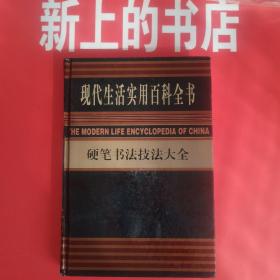 新上的书店
现代生活实用百科全书
THE MODERN LIFE ENCYCLOPEDIA OF CHINA
硬笔书法技法大全